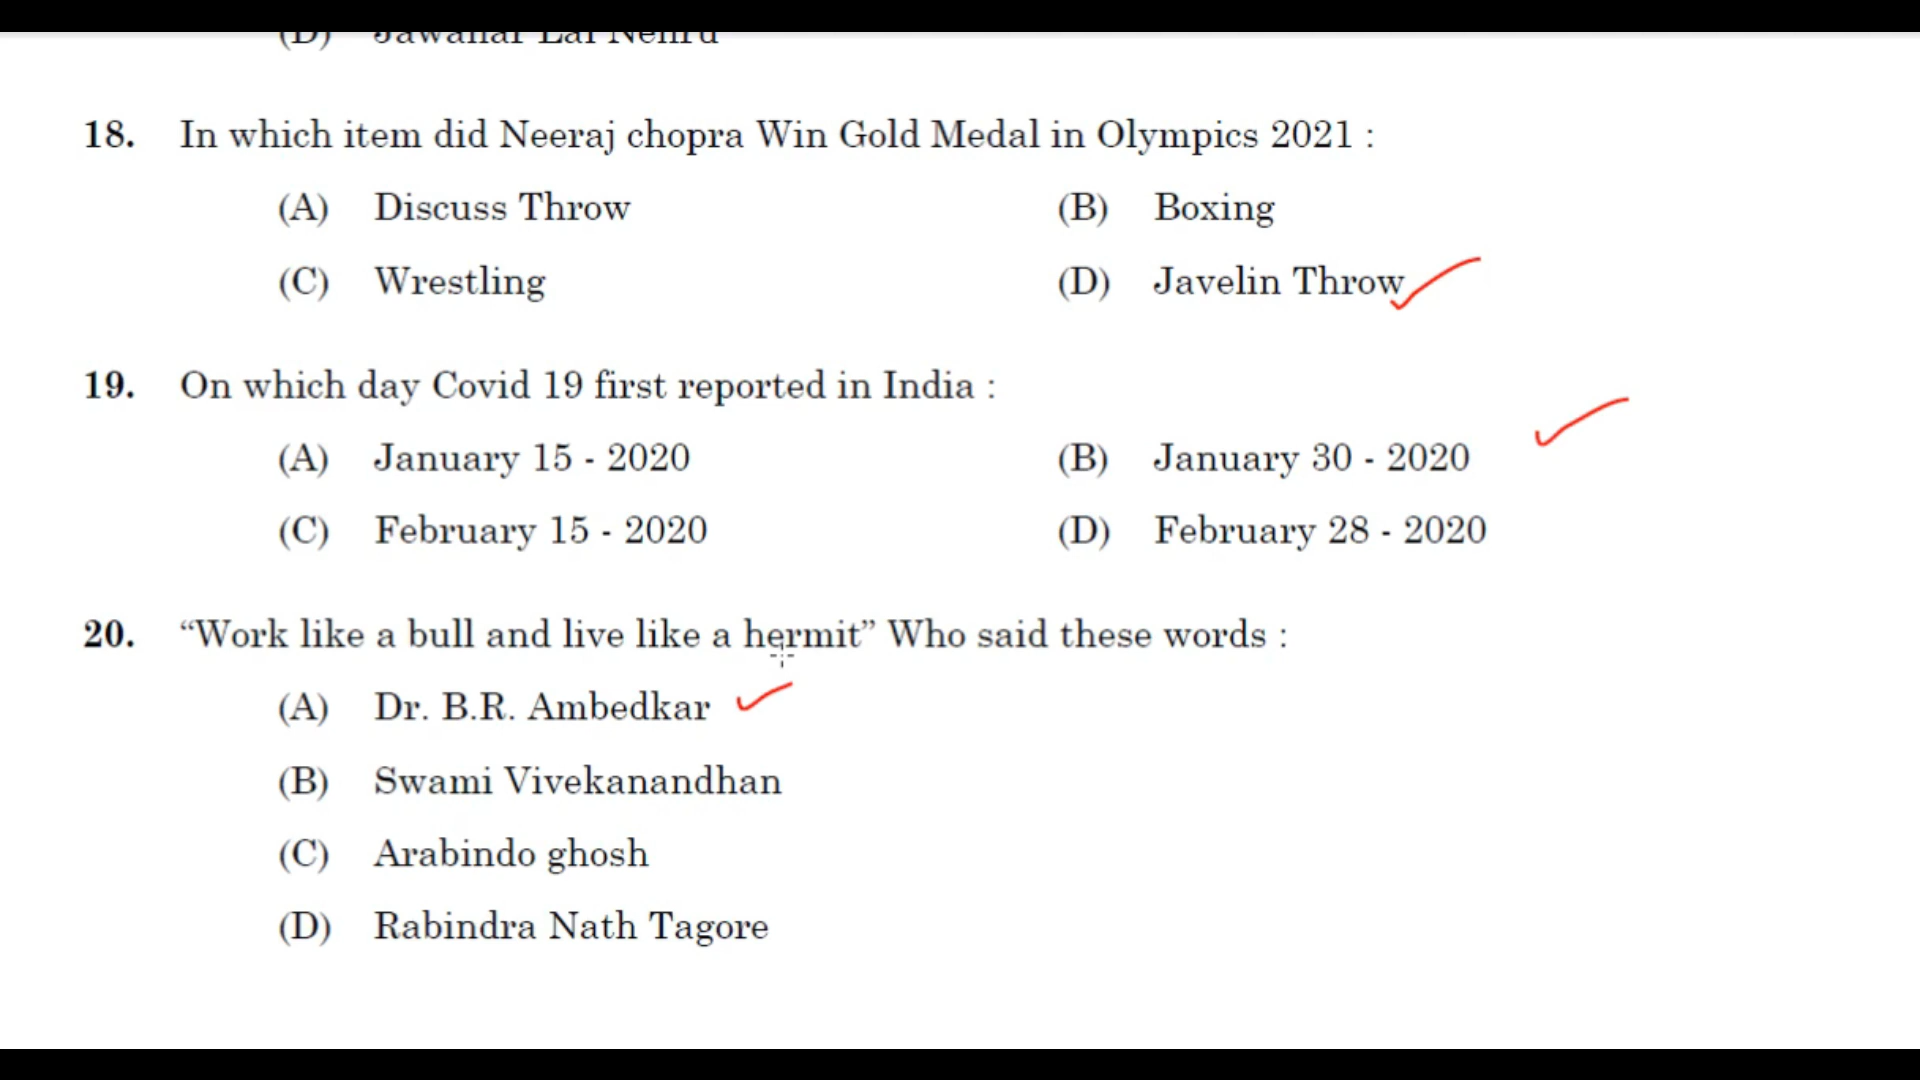 (D) Jawahar Lal Nehru
18. In which item did Neeraj chopra Win Gold Medal in Olympics 2021 :
(A) Discuss Throw (B) Boxing
(C) Wrestling (D) Javelin Throw
19. On which day Covid 19 first reported in India :
(A) January 15 - 2020 (B) January 30 - 2020
(C) February 15 - 2020 (D) February 28 - 2020
20. “Work like a bull and live like a hermit” Who said these words :
(A) Dr. B.R. Ambedkar
(B) Swami Vivekanandhan
(C) Arabindo ghosh
(D) Rabindra Nath Tagore